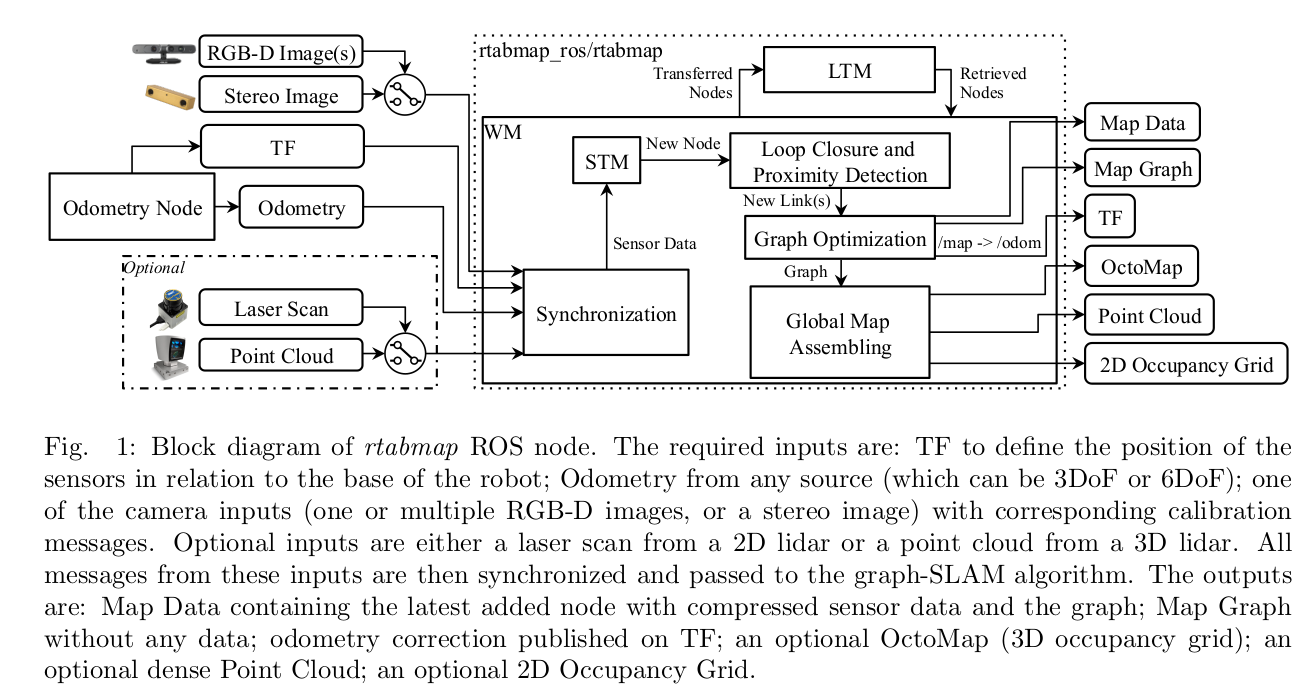 RGB-D Image(s)
Stereo Image
TF
Odometry Node
Odometry
Optional
Laser Scan
Point Cloud
rtabmap_ros/rtabmap
Transferred
Nodes
LTM
Retrieved
Nodes
WM
STM
New Node
Loop Closure and
Proximity Detection
New Link(s)
Sensor Data
Graph Optimization
/map -> /odom
Graph
Synchronization
Global Map
Assembling
Map Data
Map Graph
TF
OctoMap
Point Cloud
2D Occupancy Grid
Fig. 1: Block diagram of rtabmap ROS node. The required inputs are: TF to define the position of the
sensors in relation to the base of the robot; Odometry from any source (which can be 3DoF or 6DoF); one
of the camera inputs (one or multiple RGB-D images, or a stereo image) with corresponding calibration
messages. Optional inputs are either a laser scan from a 2D lidar or a point cloud from a 3D lidar. All
messages from these inputs are then synchronized and passed to the graph-SLAM algorithm. The outputs
are: Map Data containing the latest added node with compressed sensor data and the graph; Map Graph
without any data; odometry correction published on TF; an optional OctoMap (3D occupancy grid); an
optional dense Point Cloud; an optional 2D Occupancy Grid.